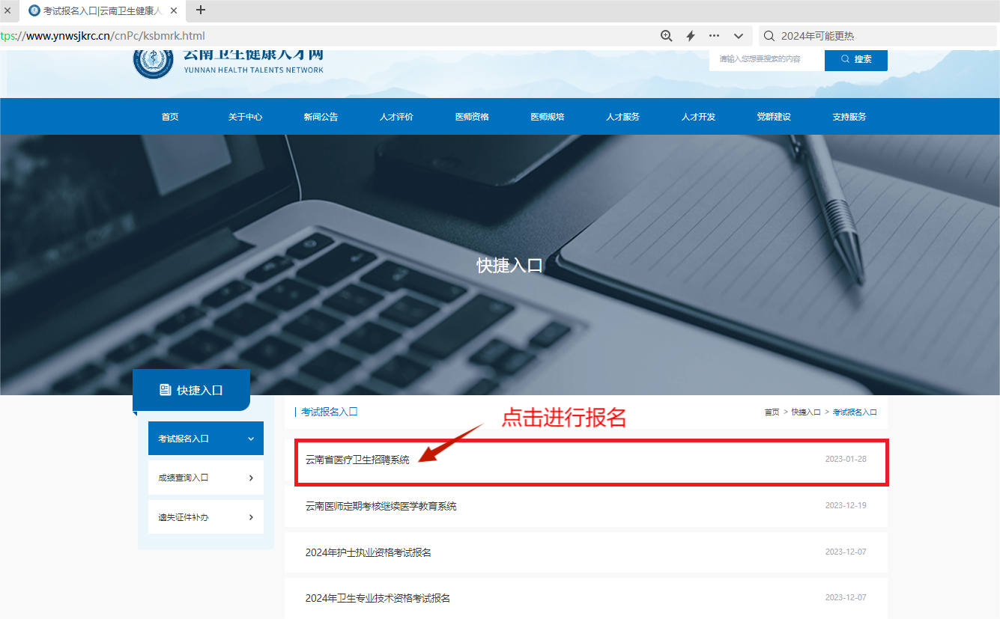 考试报名入口|云南卫生健康人
tps://www.ynwsjkrc.cn/cnPc/ksbmrk.html
2024年可能更热
云南卫生健康人才网
YUNNAN HEALTH TALENTS NETWORK
请输入您想要搜索的内容
搜索
首页 关于中心 新闻公告 人才评价 医师资格 医师规培 人才服务 人才开发 党群建设 支持服务
快捷入口
快捷入口
考试报名入口
成绩查询入口
遗失证件补办
考试报名入口
点击进行报名
首页 > 快捷入口 > 考试报名入口
云南省医疗卫生招聘系统 2023-01-28
云南医师定期考核继续医学教育系统 2023-12-19
2024年护士执业资格考试报名 2023-12-07
2024年卫生专业技术资格考试报名 2023-12-07